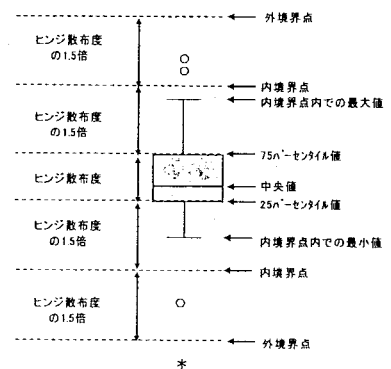 外境界点
ヒンジ散布度
の1.5倍
内境界点
内境界点内での最大値
ヒンジ散布度
の1.5倍
75パーセンタイル値
ヒンジ散布度
中央値
25パーセンタイル値
ヒンジ散布度
の1.5倍
内境界点内での最小値
内境界点
ヒンジ散布度
の1.5倍
外境界点
*